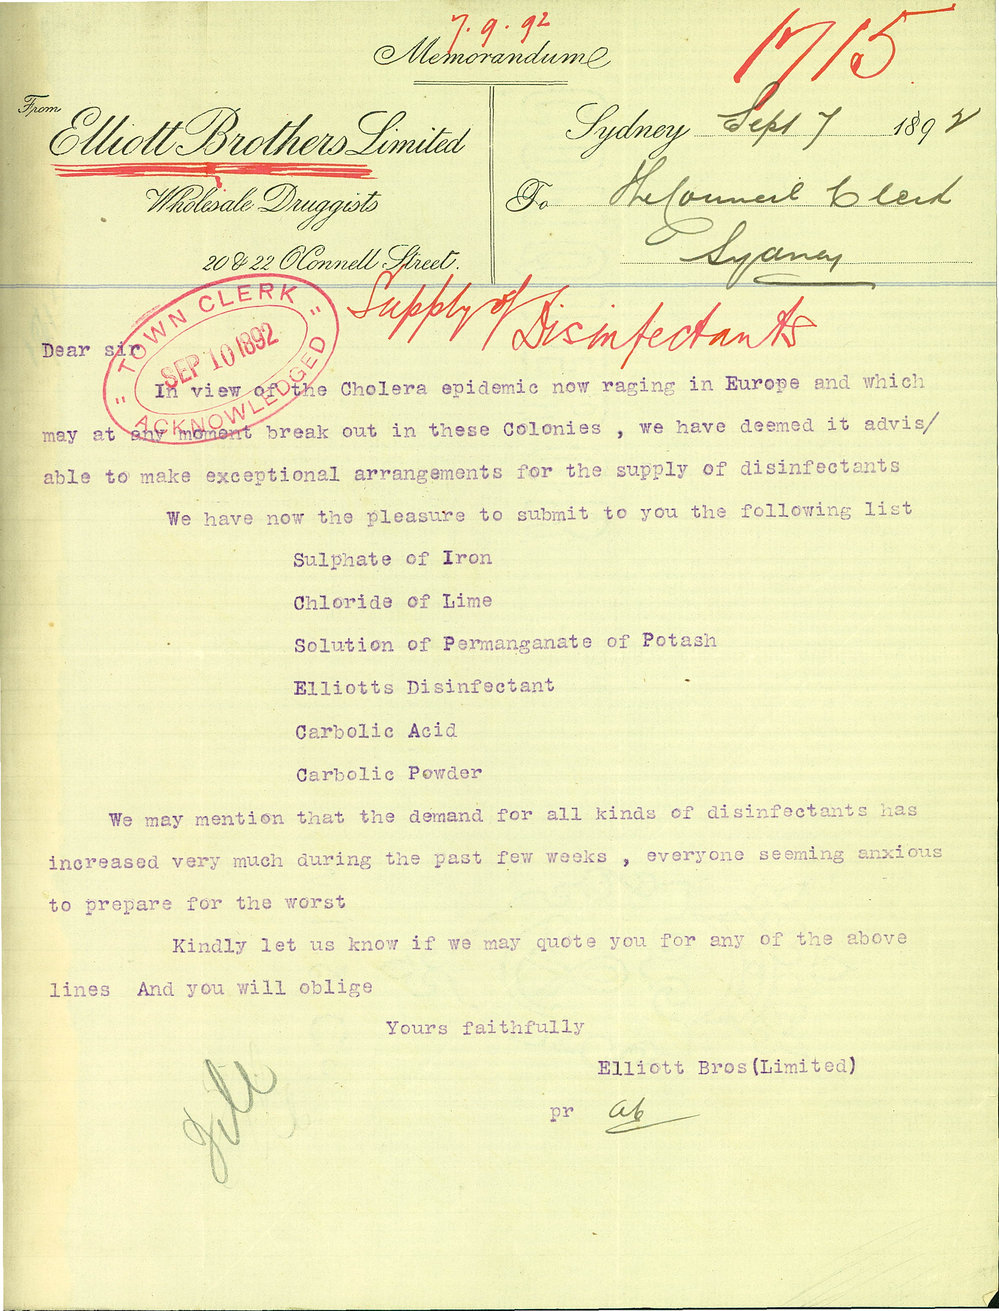 7.9.92
Memorandum
1715
From
Elliott Brothers Limited
Wholesale Druggists
20 & 22 O'Connell Street.
Sydney Sept 7 1892
To The Council Clerk
Sydney
Supply of Disinfectants
"TOWN CLERK"
SEP 10 1892
ACKNOWLEDGED
Dear sir
In view of the Cholera epidemic now raging in Europe and which
may at any moment break out in these Colonies , we have deemed it advis/
able to make exceptional arrangements for the supply of disinfectants
We have now the pleasure to submit to you the following list
Sulphate of Iron
Chloride of Lime
Solution of Permanganate of Potash
Elliotts Disinfectant
Carbolic Acid
Carbolic Powder
We may mention that the demand for all kinds of disinfectants has
increased very much during the past few weeks , everyone seeming anxious
to prepare for the worst
Kindly let us know if we may quote you for any of the above
lines And you will oblige
Yours faithfully
Elliott Bros(Limited)
pr